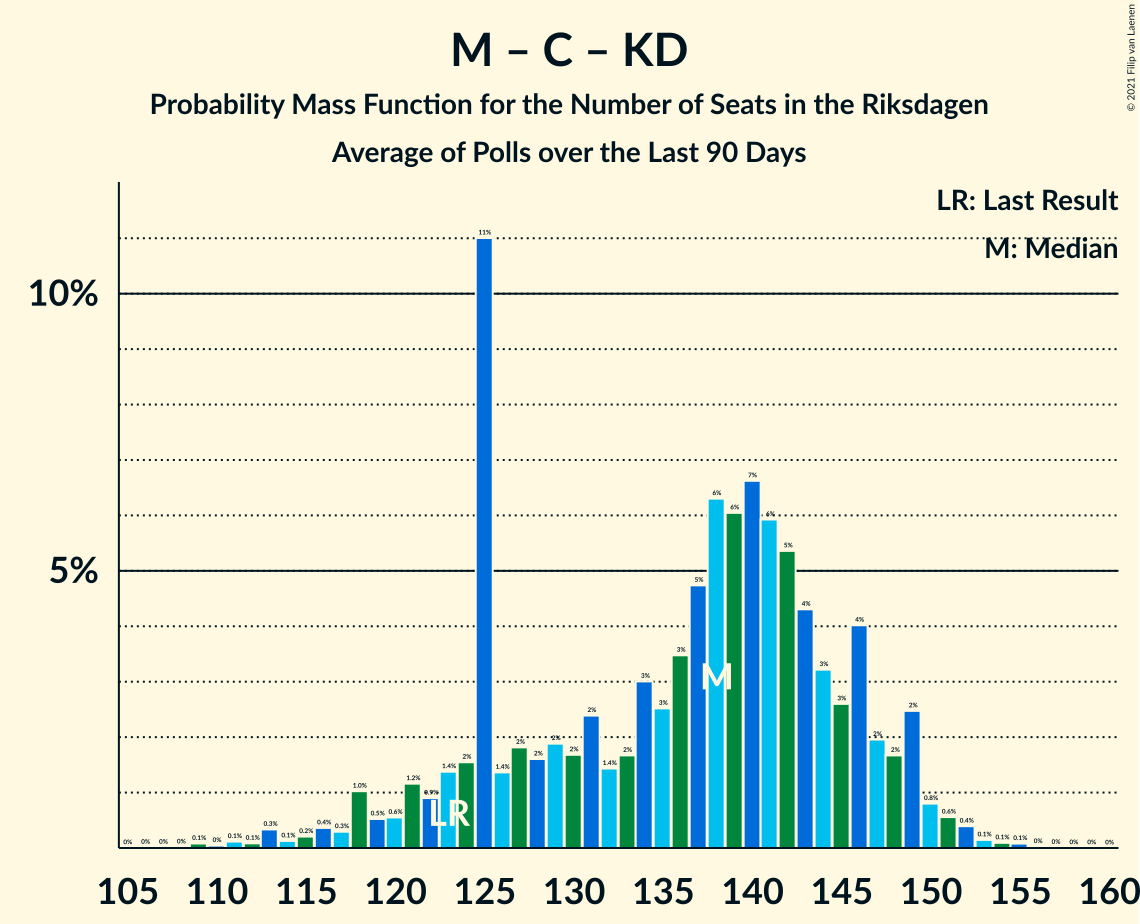 M – C – KD
Probability Mass Function for the Number of Seats in the Riksdagen
Average of Polls over the Last 90 Days
© 2021 Filip van Laenen
LR: Last Result
M: Median
10%
5%
11%
0% 0% 0% 0% 0.1% 0% 0.1% 0.1% 0.3% 0.1% 0.2% 0.4% 0.3% 1.0% 0.5% 0.6% 1.2% 0.9% 1.4% 2% 1.4% 2% 2% 2% 2% 2% 1.4% 2% 3% 3% 3% 5% 6% 6% 7% 6% 5% 4% 3% 3% 4% 2% 2% 2% 0.8% 0.6% 0.4% 0.1% 0.1% 0.1% 0% 0% 0% 0% 0%
M
LR
105 110 115 120 125 130 135 140 145 150 155 160